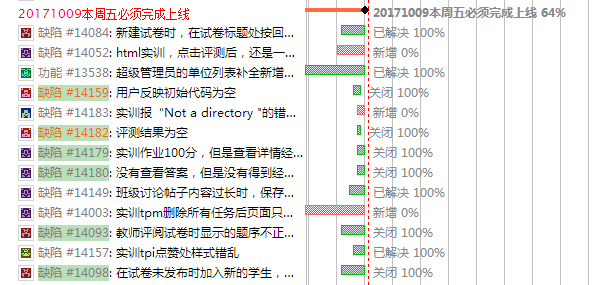 20171009本周五必须完成上线 20171009本周五必须完成上线 64%
缺陷 #14084: 新建试卷时，在试卷标题处按回... 已解决 100%
缺陷 #14052: html实训，点击评测后，还是一... 新增 0%
功能 #13538: 超级管理员的单位列表补全新增... 已解决 100%
缺陷 #14159: 用户反映初始代码为空 关闭 100%
缺陷 #14183: 实训报“Not a directory "的错... 新增 0%
缺陷 #14182: 评测结果为空 关闭 100%
缺陷 #14179: 实训作业100分，但是查看详情经... 关闭 100%
缺陷 #14180: 没有查看答案，但是没有得到经... 关闭 100%
缺陷 #14149: 班级讨论帖子内容过长时，保存... 已解决 100%
缺陷 #14003: 实训tpm删除所有任务后页面只... 新增 0%
缺陷 #14093: 教师评阅试卷时显示的题序不正... 关闭 100%
缺陷 #14157: 实训tpi点赞处样式错乱 已解决 100%
缺陷 #14098: 在试卷未发布时加入新的学生，... 关闭 100%